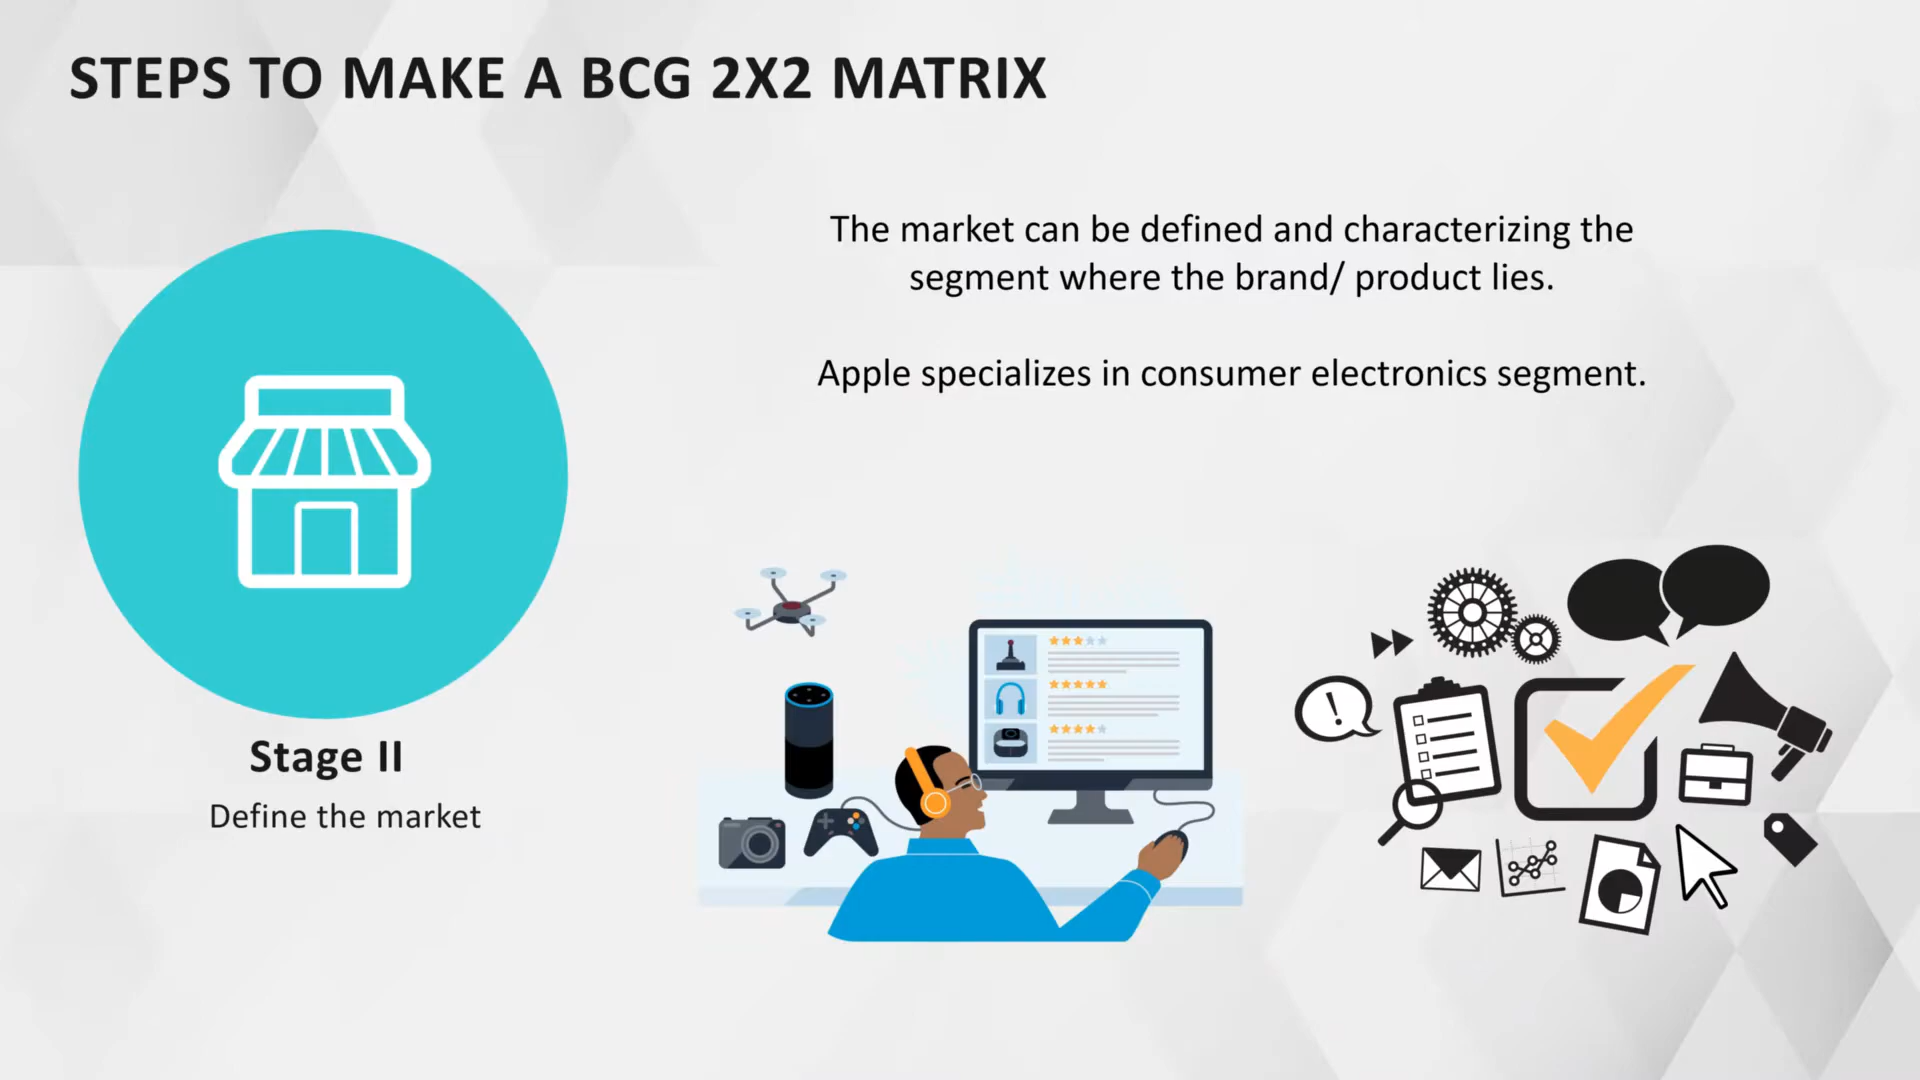 STEPS TO MAKE A BCG 2X2 MATRIX
The market can be defined and characterizing the
segment where the brand/ product lies.
Apple specializes in consumer electronics segment.
Stage II
Define the market